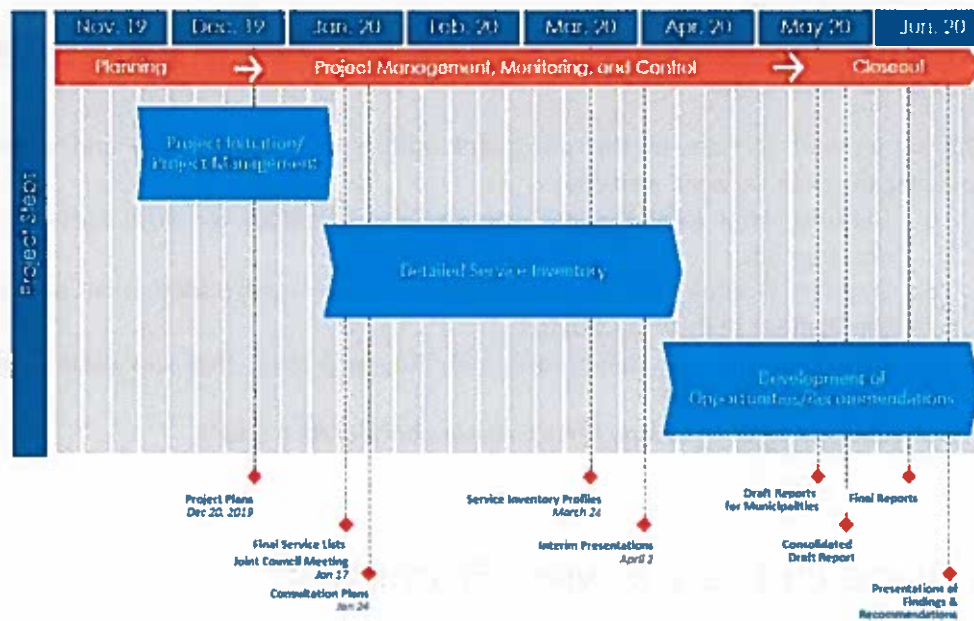 Nov. 19 Dec. 19 Jan. 20 Feb. 20 Mar. 20 Apr. 20 May 20 Jun. 20
Planning Project Management, Monitoring, and Control Closeout
Project Steps
Project Initiation/
Project Management
Detailed Service Inventory
Development of
Opportunities/Recommendations
Project Plans
Dec 20, 2019
Final Service Lists
Joint Council Meeting
Jan 17
Consultation Plans
Jan 24
Service Inventory Profiles
March 24
Interim Presentations
April 2
Draft Reports
for Municipalities
Consolidated
Draft Report
Final Reports
Presentations of
Findings &
Recommendations